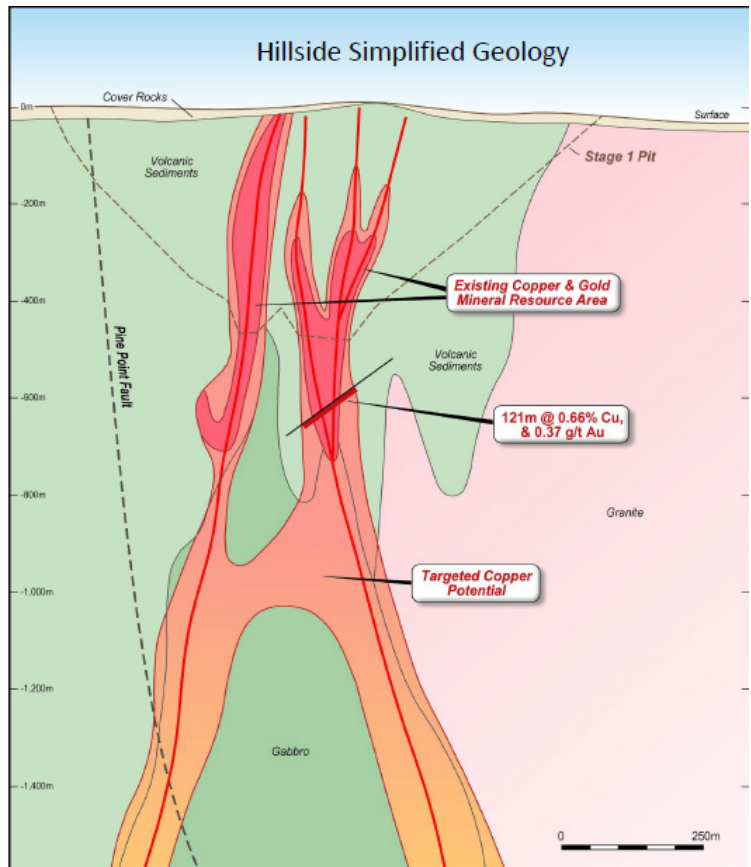 Hillside Simplified Geology
Cover Rocks
0m
Surface
Volcanic
Sediments
Stage 1 Pit
-200m
Existing Copper & Gold
Mineral Resource Area
-400m
Pine Point Fault
Volcanic
Sediments
-600m
121m @ 0.66% Cu,
& 0.37 g/t Au
-800m
Granite
Targeted Copper
Potential
-1,000m
-1,200m
Gabbro
-1,400m
0
250m